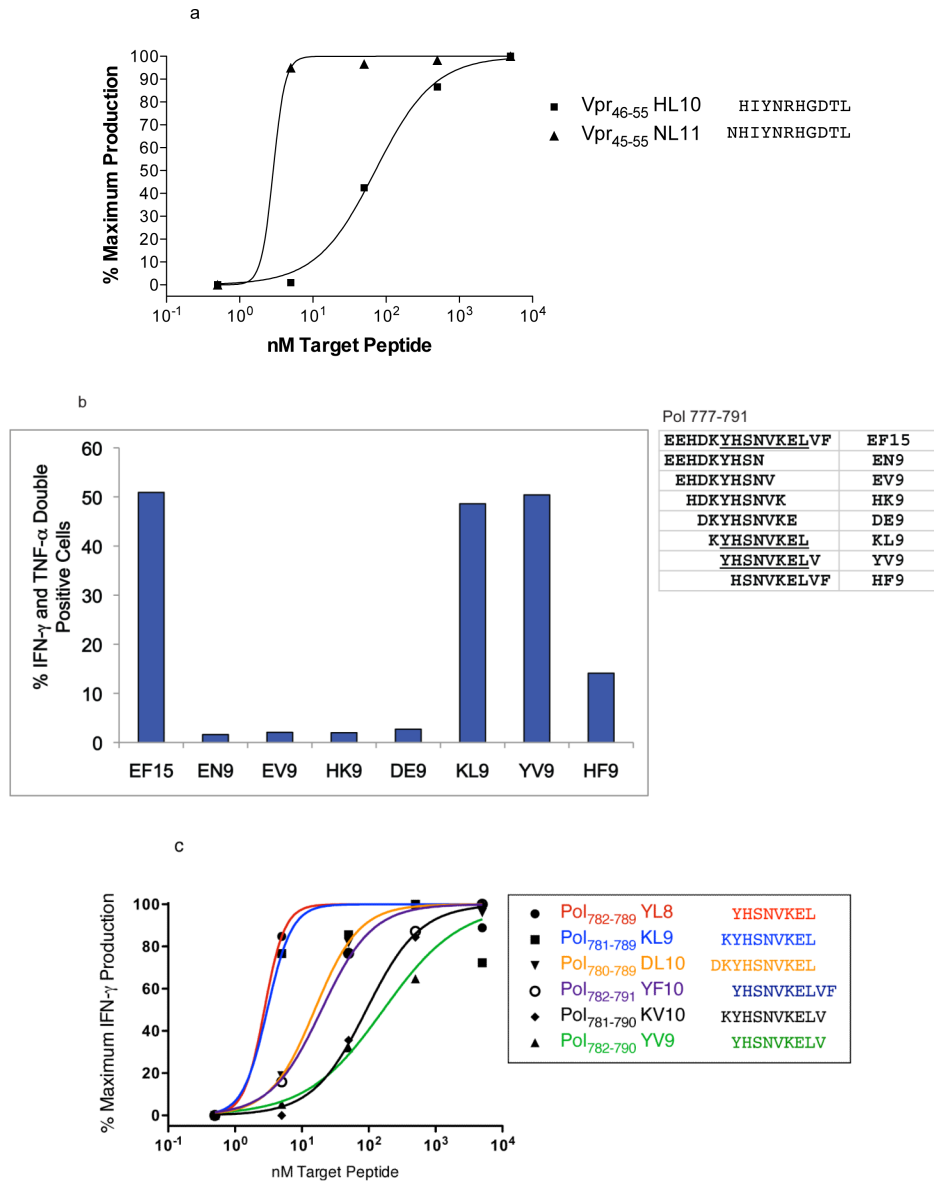 a
% Maximum Production
100
90
80
70
60
50
40
30
20
10
0
10-1 100 101 102 103 104
nM Target Peptide
Vpr46-55 HL10 HIYNRHGDTL
Vpr45-55 NL11 NHIYNRHGDTL
b
% IFN-γ and TNF-α Double
Positive Cells
60
50
40
30
20
10
0
EF15 EN9 EV9 HK9 DE9 KL9 YV9 HF9
Pol 777-791
EEHDKYHSNVKELVF EF15
EEHDKYHSN EN9
EHDKYHSNV EV9
HDKYHSNVK HK9
DKYHSNVKE DE9
KYHSNVKEL KL9
YHSNVKELV YV9
HSNVKELVF HF9
c
% Maximum IFN-γ Production
100
80
60
40
20
0
10-1 100 101 102 103 104
nM Target Peptide
Pol782-789 YL8 YHSNVKEL
Pol781-789 KL9 KYHSNVKEL
Pol780-789 DL10 DKYHSNVKEL
Pol782-791 YF10 YHSNVKELVF
Pol781-790 KV10 KYHSNVKELV
Pol782-790 YV9 YHSNVKELV